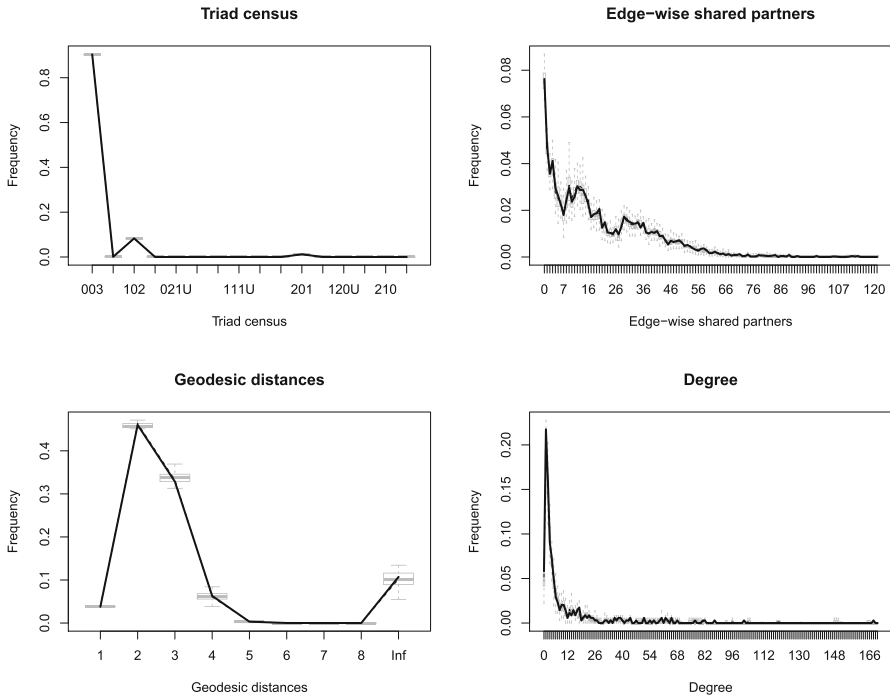 Triad census
Frequency
0.0 0.2 0.4 0.6 0.8
003 102 021U 111U 201 120U 210
Triad census
Edge−wise shared partners
Frequency
0.00 0.02 0.04 0.06 0.08
0 7 16 26 36 46 56 66 76 86 96 107 120
Edge−wise shared partners
Geodesic distances
Frequency
0.0 0.1 0.2 0.3 0.4
1 2 3 4 5 6 7 8 Inf
Geodesic distances
Degree
Frequency
0.00 0.05 0.10 0.15 0.20
0 12 26 40 54 68 82 96 112 130 148 166
Degree